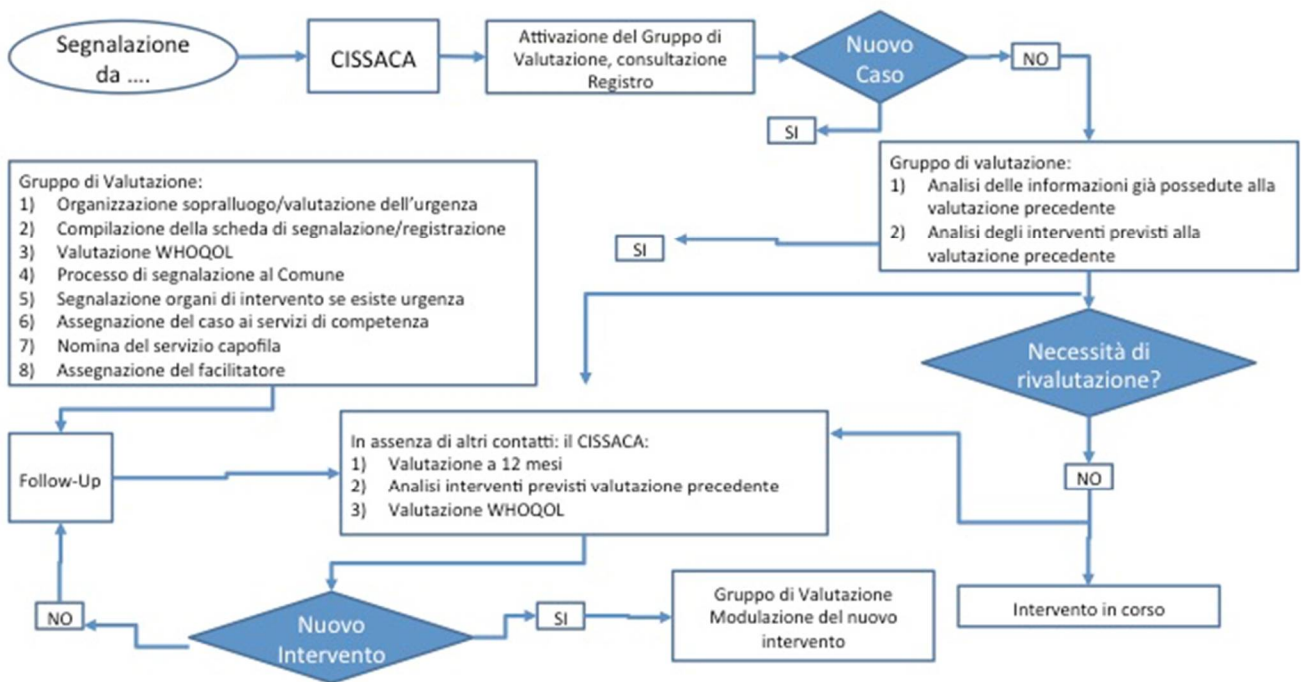 Segnalazione
da ....
CISSACA
Attivazione del Gruppo di
Valutazione, consultazione
Registro
Nuovo
Caso
NO
SI
Gruppo di valutazione:
1) Analisi delle informazioni già possedute alla
valutazione precedente
2) Analisi degli interventi previsti alla
valutazione precedente
SI
Gruppo di Valutazione:
1) Organizzazione sopralluogo/valutazione dell'urgenza
2) Compilazione della scheda di segnalazione/registrazione
3) Valutazione WHOQOL
4) Processo di segnalazione al Comune
5) Segnalazione organi di intervento se esiste urgenza
6) Assegnazione del caso ai servizi di competenza
7) Nomina del servizio capofila
8) Assegnazione del facilitatore
Necessità di
rivalutazione?
NO
Follow-Up
In assenza di altri contatti: il CISSACA:
1) Valutazione a 12 mesi
2) Analisi interventi previsti valutazione precedente
3) Valutazione WHOQOL
Intervento in corso
NO
Nuovo
Intervento
SI
Gruppo di Valutazione
Modulazione del nuovo
intervento